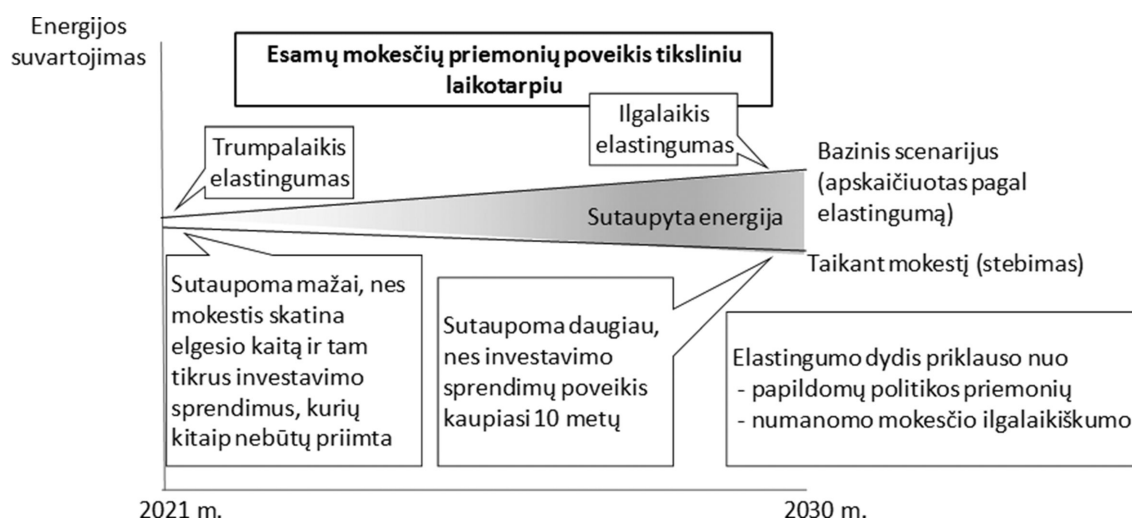 Energijos
suvartojimas
Esamų mokesčių priemonių poveikis tiksliniu
laikotarpiu
Trumpalaikis
elastingumas
Ilgalaikis
elastingumas
Bazinis scenarijus
(apskaičiuotas pagal
elastingumą)
Sutaupyta energija
Taikant mokestį (stebimas)
Sutaupoma mažai, nes
mokestis skatina
elgesio kaitą ir tam
tikrus investavimo
sprendimus, kurių
kitaip nebūtų priimta
Sutaupoma daugiau,
nes investavimo
sprendimų poveikis
kaupiasi 10 metų
Elastingumo dydis priklauso nuo
- papildomų politikos priemonių
- numanomo mokesčio ilgalaikiškumo
2021 m.
2030 m.